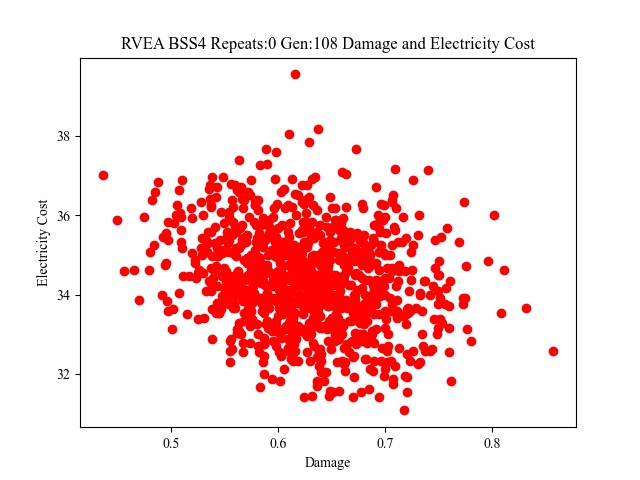 RVEA BSS4 Repeats:0 Gen:108 Damage and Electricity Cost
38
36
34
32
Electricity Cost
0.5 0.6 0.7 0.8
Damage